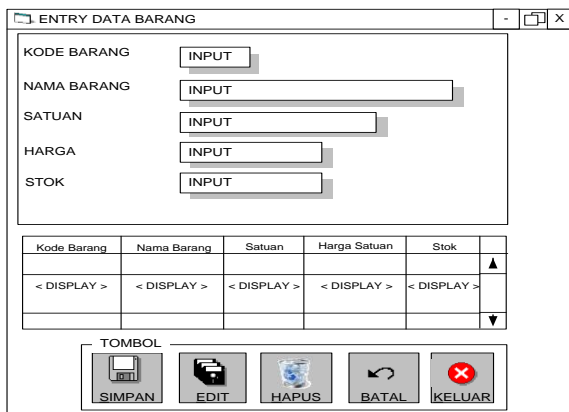 ENTRY DATA BARANG - X
KODE BARANG INPUT
NAMA BARANG INPUT
SATUAN INPUT
HARGA INPUT
STOK INPUT
Kode Barang Nama Barang Satuan Harga Satuan Stok
< DISPLAY > < DISPLAY > < DISPLAY > < DISPLAY > < DISPLAY >
TOMBOL
SIMPAN EDIT HAPUS BATAL KELUAR